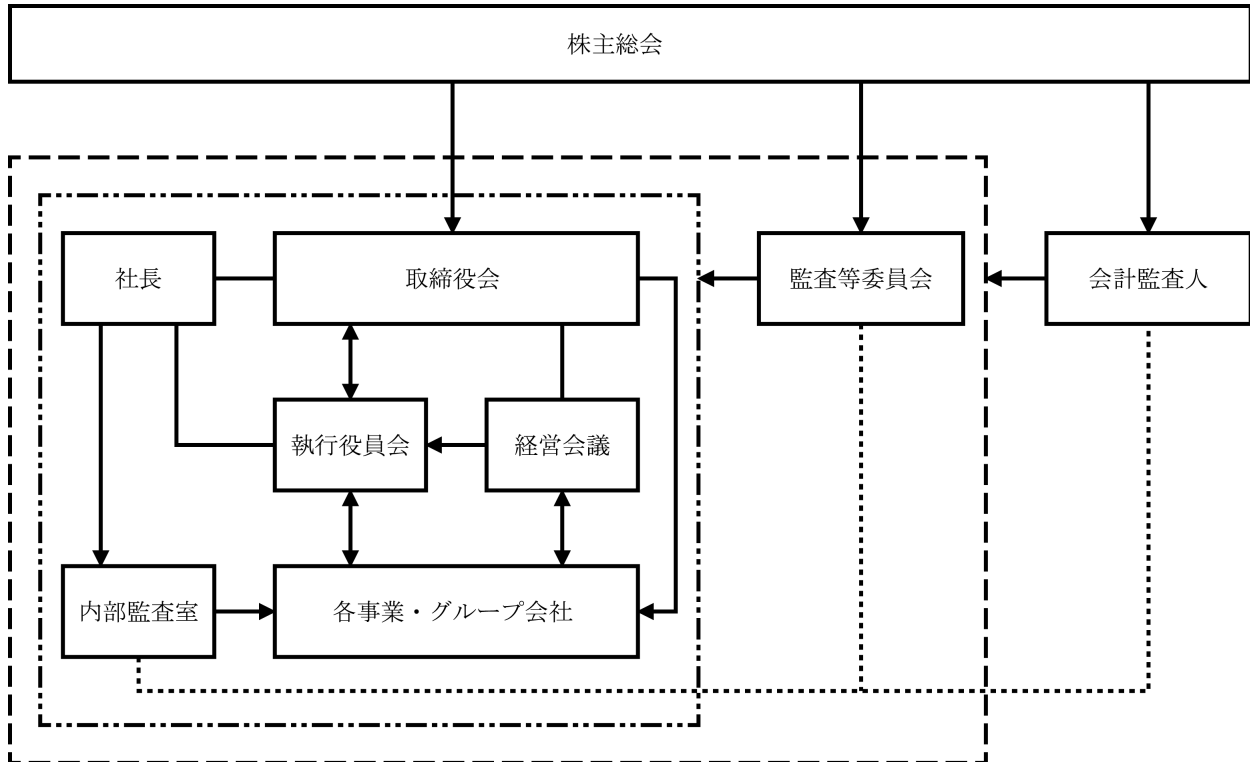 株主総会
社長
取締役会
監査等委員会
会計監査人
執行役員会
経営会議
内部監査室
各事業・グループ会社